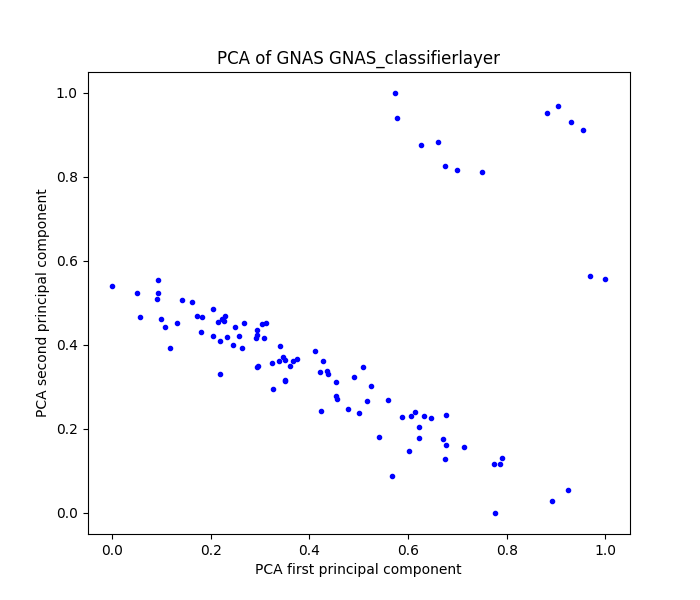 PCA of GNAS GNAS_classifierlayer
PCA second principal component
1.0
0.8
0.6
0.4
0.2
0.0
0.0 0.2 0.4 0.6 0.8 1.0
PCA first principal component